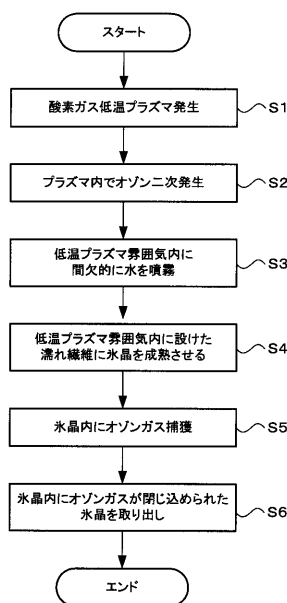 スタート
酸素ガス低温プラズマ発生
S1
プラズマ内でオゾン二次発生
S2
低温プラズマ雰囲気内に
間欠的に水を噴霧
S3
低温プラズマ雰囲気内に設けた
濡れ繊維に氷晶を成熟させる
S4
氷晶内にオゾンガス捕獲
S5
氷晶内にオゾンガスが閉じ込められた
氷晶を取り出し
S6
エンド